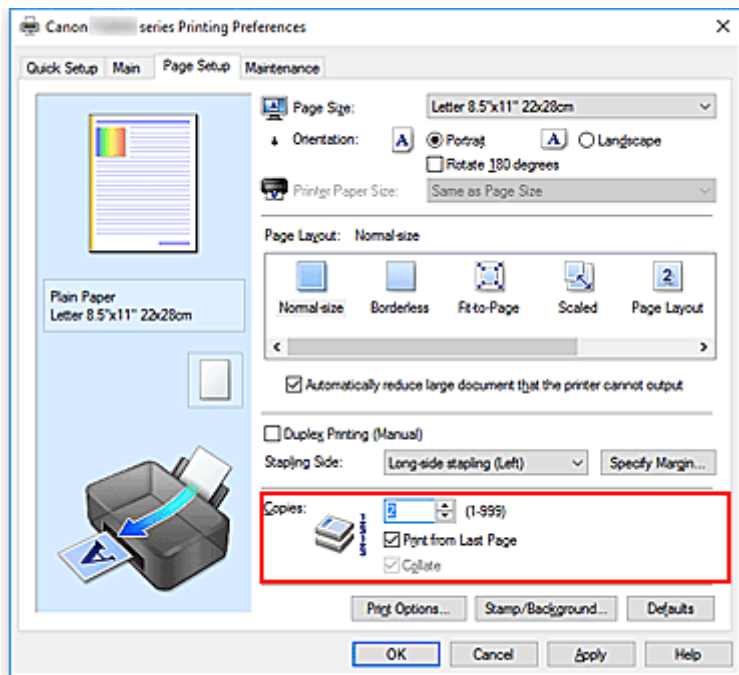 Canon series Printing Preferences
Quick Setup Main Page Setup Maintenance
Page Size: Letter 8.5"x11" 22x28cm
Orientation: A Portrait A Landscape
Rotate 180 degrees
Printer Paper Size: Same as Page Size
Page Layout: Normal-size
2
Normal-size Borderless Fit-to-Page Scaled Page Layout
Plain Paper
Letter 8.5"x11" 22x28cm
Automatically reduce large document that the printer cannot output
Duplex Printing (Manual)
Stapling Side: Long-side stapling (Left) Specify Margin...
Copies: 2 (1-999)
Print from Last Page
Collate
A
Print Options... Stamp/Background... Defaults
OK Cancel Apply Help